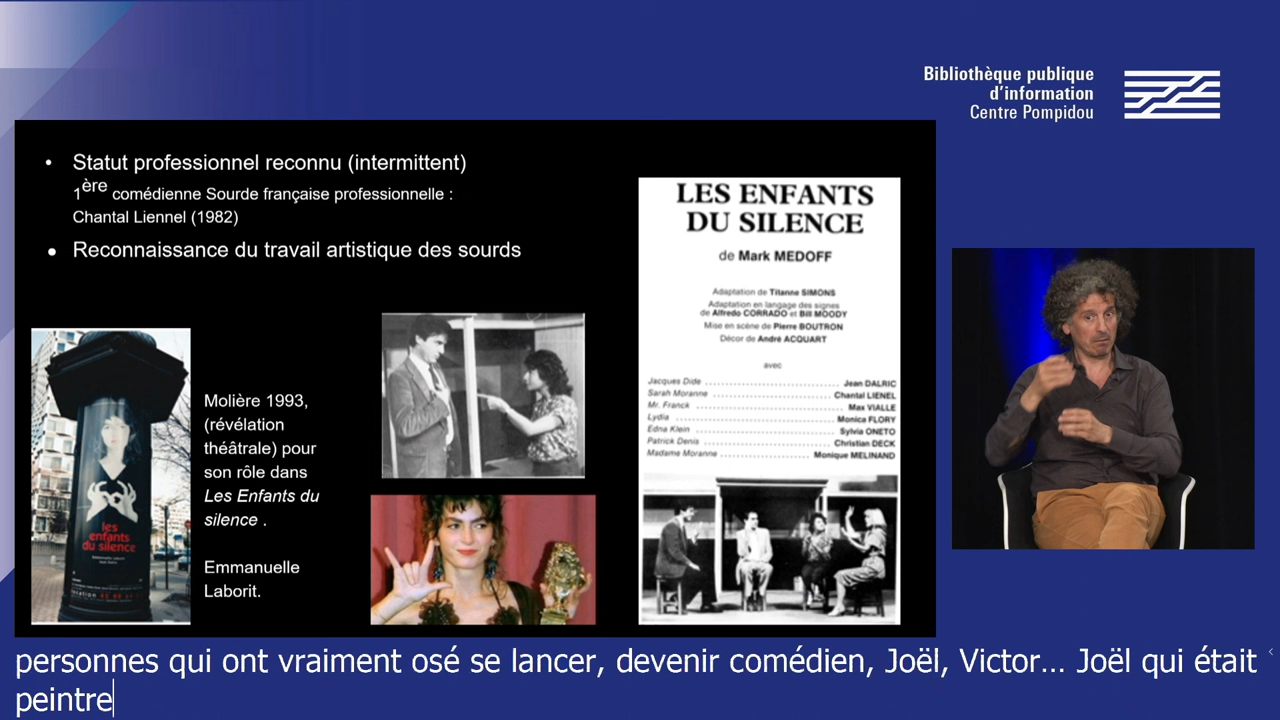 Bibliothèque publique
d'information
Centre Pompidou
• Statut professionnel reconnu (intermittent)
1ère comédienne Sourde française professionnelle :
Chantal Liennel (1982)
• Reconnaissance du travail artistique des sourds
Molière 1993,
(révélation
théâtrale) pour
son rôle dans
Les Enfants du
silence .
Emmanuelle
Laborit.
les
enfants
du silence
LES ENFANTS
DU SILENCE
de Mark MEDOFF
Adaptation de Titanne SIMONS
Adaptation en langage des signes
de Alfredo CORRADO et Bill MOODY
Mise en scène de Pierre BOUTRON
Décor de André ACQUART
avec
Jacques Dide ........ Jean DALRIC
Sarah Moranne ........ Chantal LIENEL
Mr. Franck ........ Max VIALLE
Lydia ........ Monica FLORY
Edna Klein ........ Sylvia ONETO
Patrick Denis ........ Christian DECK
Madame Moranne ........ Monique MELINAND
personnes qui ont vraiment osé se lancer, devenir comédien, Joël, Victor... Joël qui était
peintre